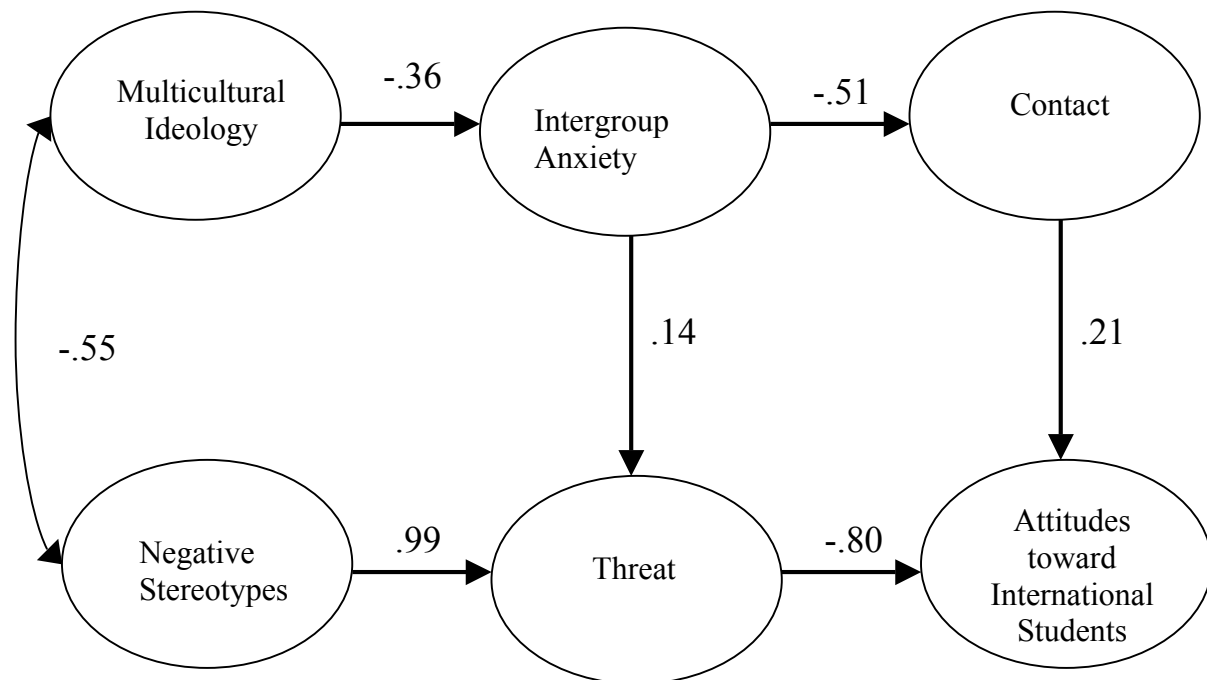 Multicultural
Ideology
-.36
Intergroup
Anxiety
-.51
Contact
-.55
.14
.21
Negative
Stereotypes
.99
Threat
-.80
Attitudes
toward
International
Students